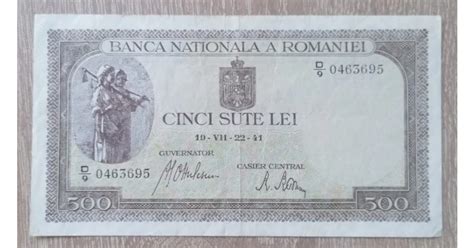 BANCA NATIONALA A ROMANIEI
D/9 0463695
CINCI SUTE LEI
19-VII-22-41
GUVERNATOR
CASIER CENTRAL
D/9 0463695
500
500